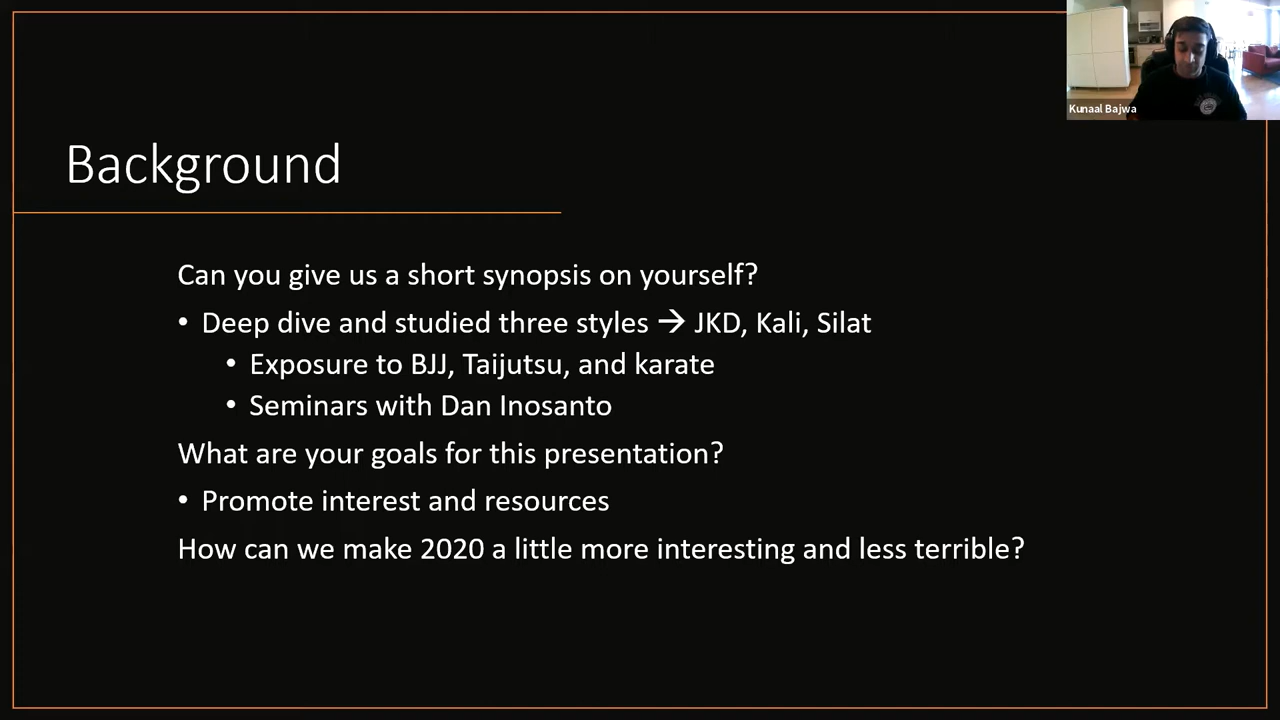 Kunaal Bajwa
Background
Can you give us a short synopsis on yourself?
• Deep dive and studied three styles → JKD, Kali, Silat
• Exposure to BJJ, Taijutsu, and karate
• Seminars with Dan Inosanto
What are your goals for this presentation?
• Promote interest and resources
How can we make 2020 a little more interesting and less terrible?